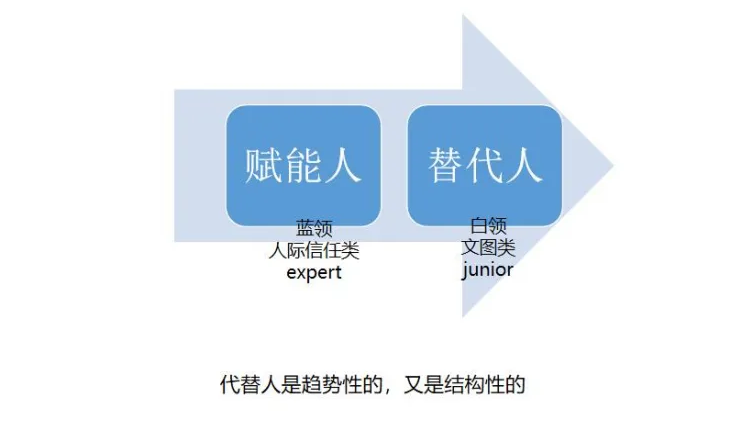 赋能人
替代人
蓝领
人际信任类
expert
白领
文图类
junior
代替人是趋势性的，又是结构性的